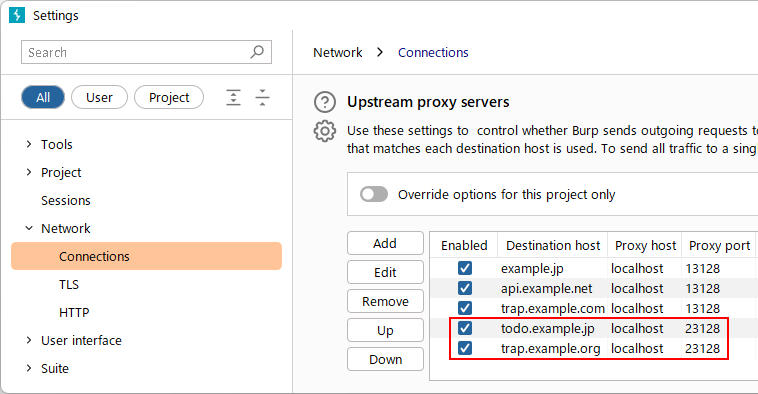 Settings
Search
All User Project
Tools
Project
Sessions
Network
Connections
TLS
HTTP
User interface
Suite
Network > Connections
Upstream proxy servers
Use these settings to control whether Burp sends outgoing requests to
that matches each destination host is used. To send all traffic to a sing
Override options for this project only
Add
Edit
Remove
Up
Down
Enabled Destination host Proxy host Proxy port
example.jp localhost 13128
api.example.net localhost 13128
trap.example.com localhost 13128
todo.example.jp localhost 23128
trap.example.org localhost 23128